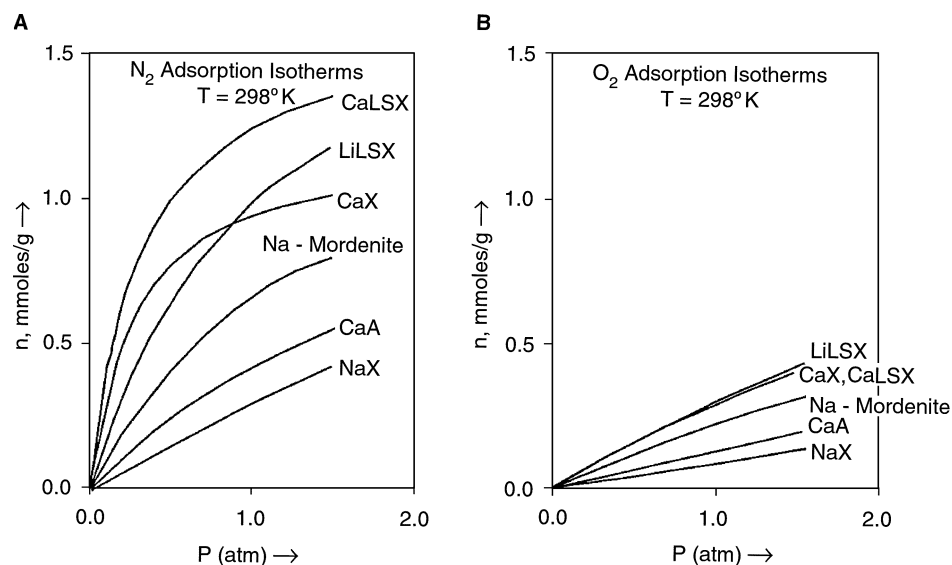 A
N2 Adsorption Isotherms
T = 298°K
1.5
1.0
0.5
0.0
n, mmoles/g →
CaLSX
LiLSX
CaX
Na - Mordenite
CaA
NaX
0.0
1.0
2.0
P (atm) →
B
O2 Adsorption Isotherms
T = 298°K
1.5
1.0
0.5
0.0
n, mmoles/g →
LiLSX
CaX,CaLSX
Na - Mordenite
CaA
NaX
0.0
1.0
2.0
P (atm) →